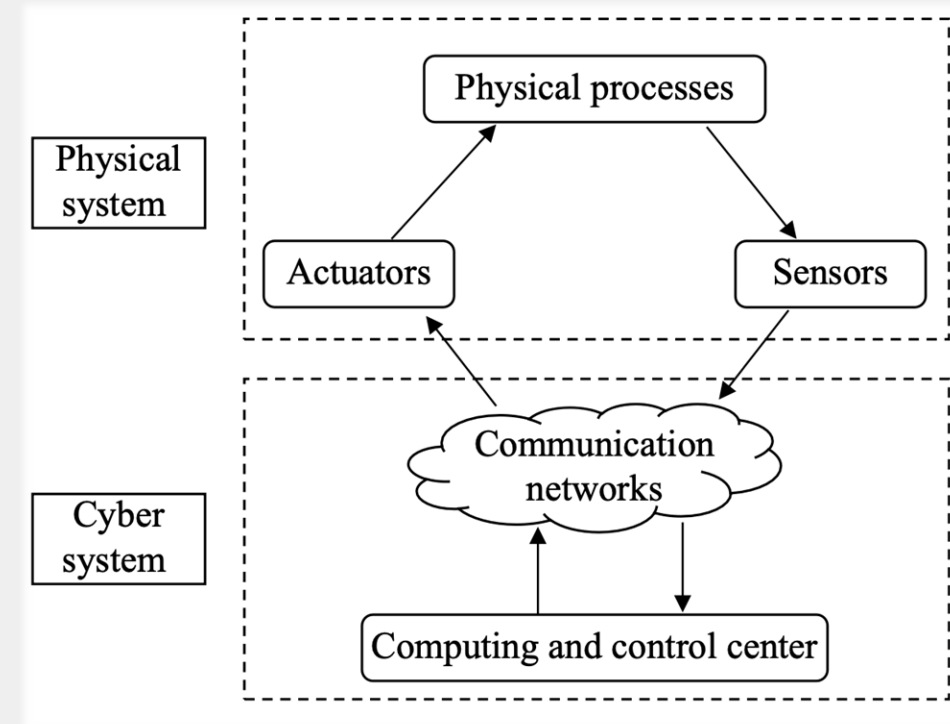 Physical processes
Physical
system
Actuators
Sensors
Communication
networks
Cyber
system
Computing and control center